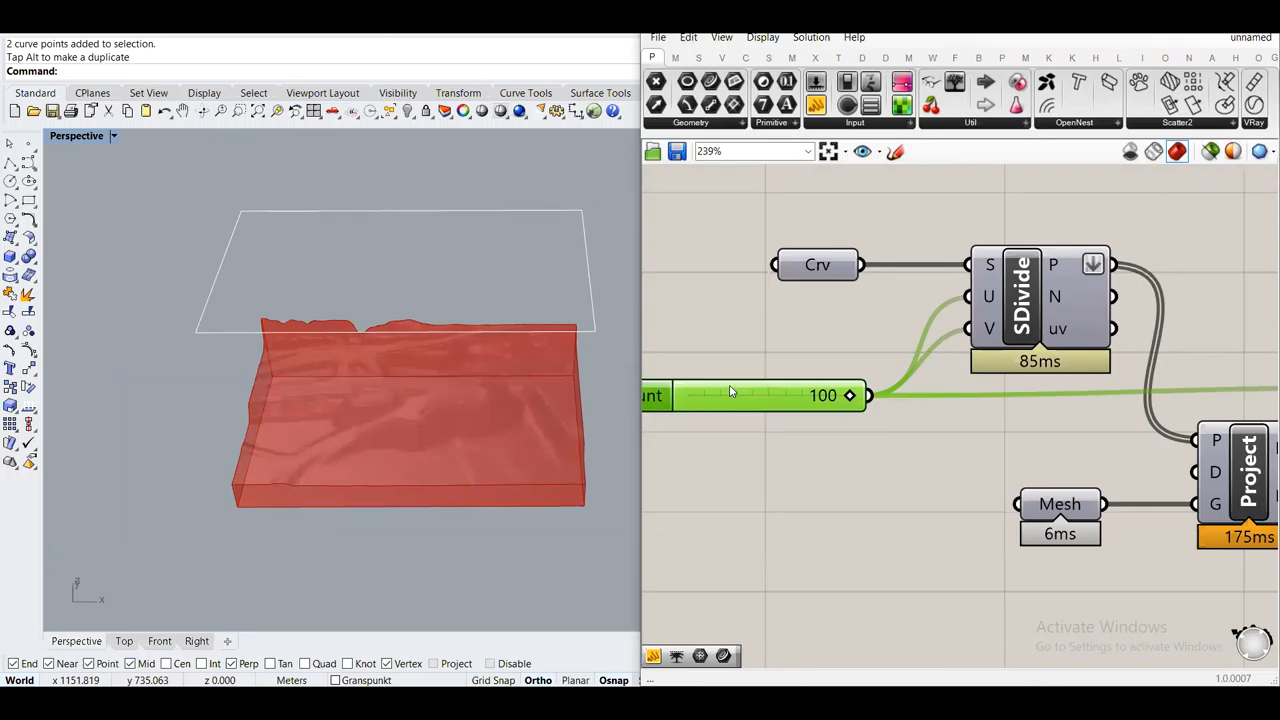 2 curve points added to selection.
Tap Alt to make a duplicate
Command:
Standard CPlanes Set View Display Select Viewport Layout Visibility Transform Curve Tools Surface Tools
Perspective
File Edit View Display Solution Help unnamed
P M S V C I S M X T D D M W F E B P A K M E H L O N S
Geometry Primitive Input Util OpenNest Scatter2 VRay
239%
Crv
S P
U N
V uv
SDivide
85ms
unt 100
P
D
G
Project
Mesh
6ms
175ms
y
x
Activate Windows
Go to Settings to activate Windows.
Perspective Top Front Right
End Near Point Mid Cen Int Perp Tan Quad Knot Vertex Project Disable
World x 1151.819 y 735.063 z 0.000 Meters Granspunkt Grid Snap Ortho Planar Osnap
... 1.0.0007